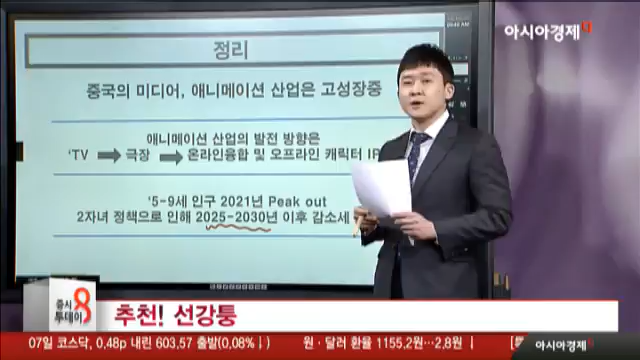 아시아경제
정리
중국의 미디어, 애니메이션 산업은 고성장중
애니메이션 산업의 발전 방향은
'TV → 극장 → 온라인융합 및 오프라인 캐릭터 IP
'5-9세 인구 2021년 Peak out
2자녀 정책으로 인해 2025-2030년 이후 감소세
증시
투데이 8
추천! 선강퉁
07일 코스닥, 0.48p 내린 603.57 출발(0.08%↓) 원·달러 환율 1155.2원…2.8원↓
아시아경제